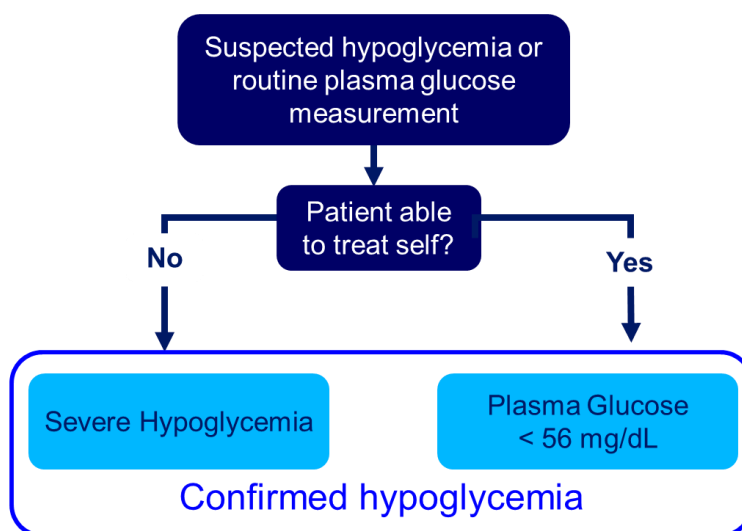 Suspected hypoglycemia or
routine plasma glucose
measurement
Patient able
to treat self?
No
Yes
Severe Hypoglycemia
Plasma Glucose
< 56 mg/dL
Confirmed hypoglycemia